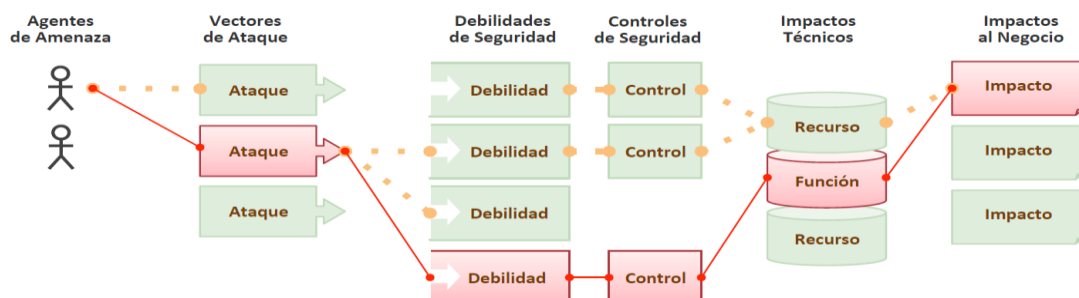 Agentes
de Amenaza
Vectores
de Ataque
Debilidades
de Seguridad
Controles
de Seguridad
Impactos
Técnicos
Impactos
al Negocio
Ataque
Debilidad
Control
Impacto
Recurso
Ataque
Debilidad
Control
Impacto
Función
Ataque
Debilidad
Impacto
Recurso
Debilidad
Control